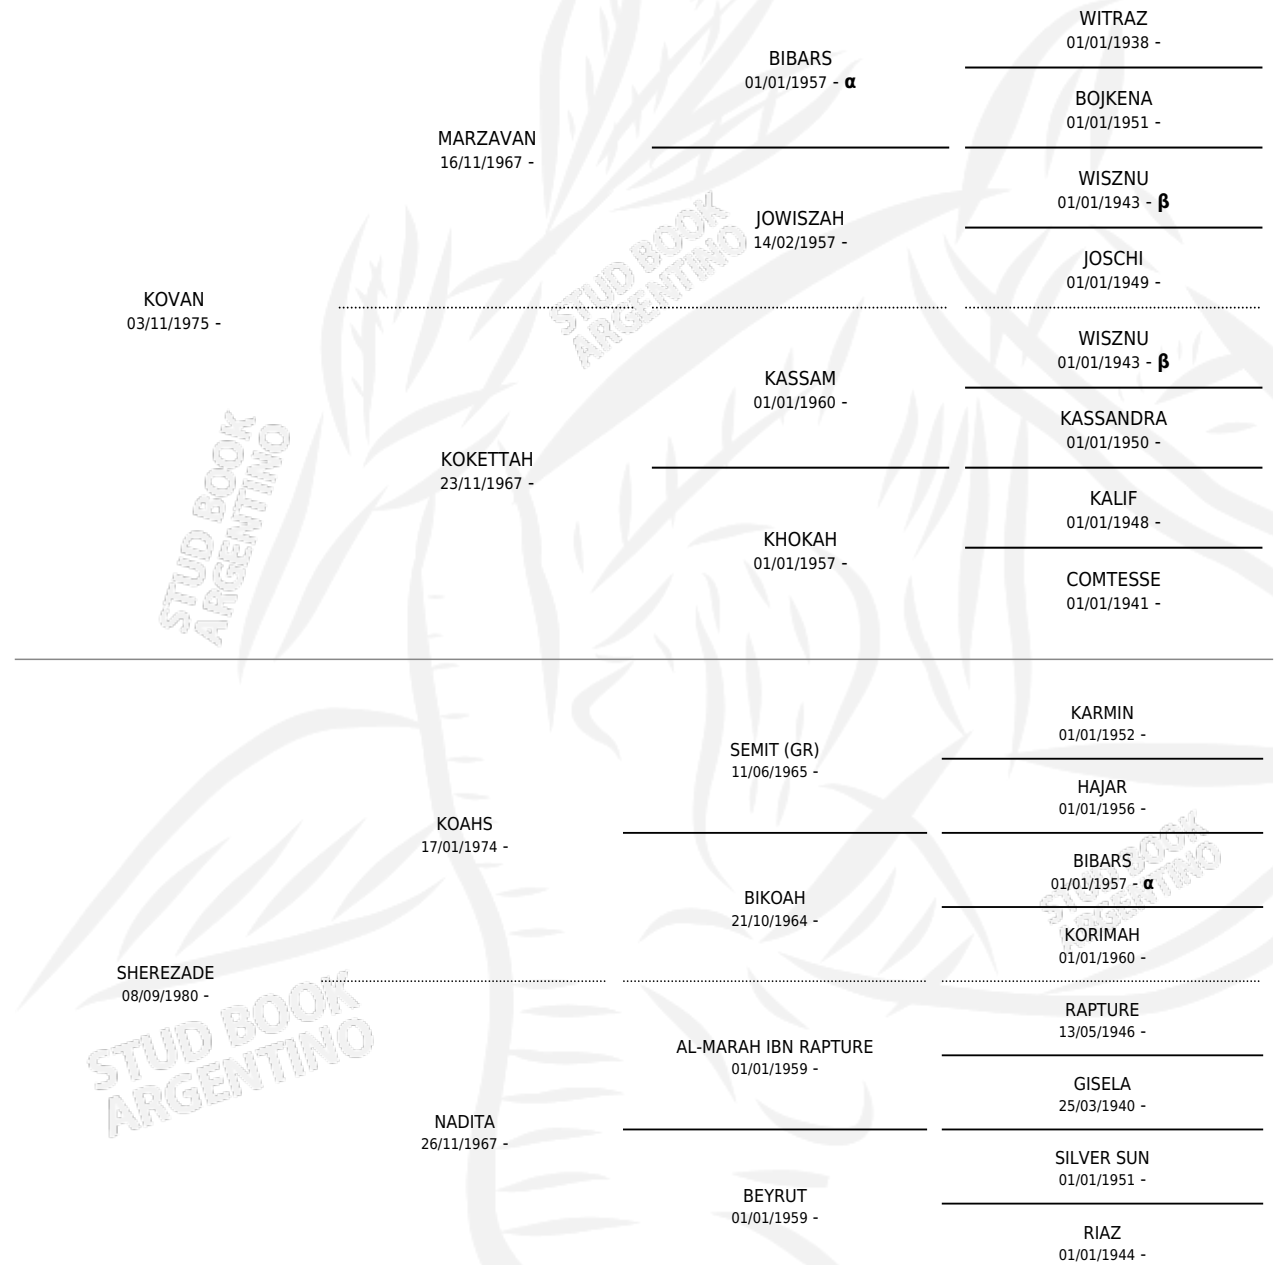 WITRAZ
01/01/1938 -
BIBARS
01/01/1957 - α
BOJKENA
01/01/1951 -
MARZAVAN
16/11/1967 -
WISZNU
01/01/1943 - β
JOWISZAH
14/02/1957 -
JOSCHI
01/01/1949 -
KOVAN
03/11/1975 -
WISZNU
01/01/1943 - β
KASSAM
01/01/1960 -
KASSANDRA
01/01/1950 -
KOKETTAH
23/11/1967 -
KALIF
01/01/1948 -
KHOKAH
01/01/1957 -
COMTESSE
01/01/1941 -
STUD BOOK
ARGENTINO
STUD BOOK
ARGENTINO
KARMIN
01/01/1952 -
SEMIT (GR)
11/06/1965 -
HAJAR
01/01/1956 -
KOAHS
17/01/1974 -
BIBARS
01/01/1957 - α
BIKOAH
21/10/1964 -
KORIMAH
01/01/1960 -
SHEREZADE
08/09/1980 -
RAPTURE
13/05/1946 -
AL-MARAH IBN RAPTURE
01/01/1959 -
GISELA
25/03/1940 -
NADITA
26/11/1967 -
SILVER SUN
01/01/1951 -
BEYRUT
01/01/1959 -
RIAZ
01/01/1944 -
STUD BOOK
ARGENTINO
STUD BOOK
ARGENTINO